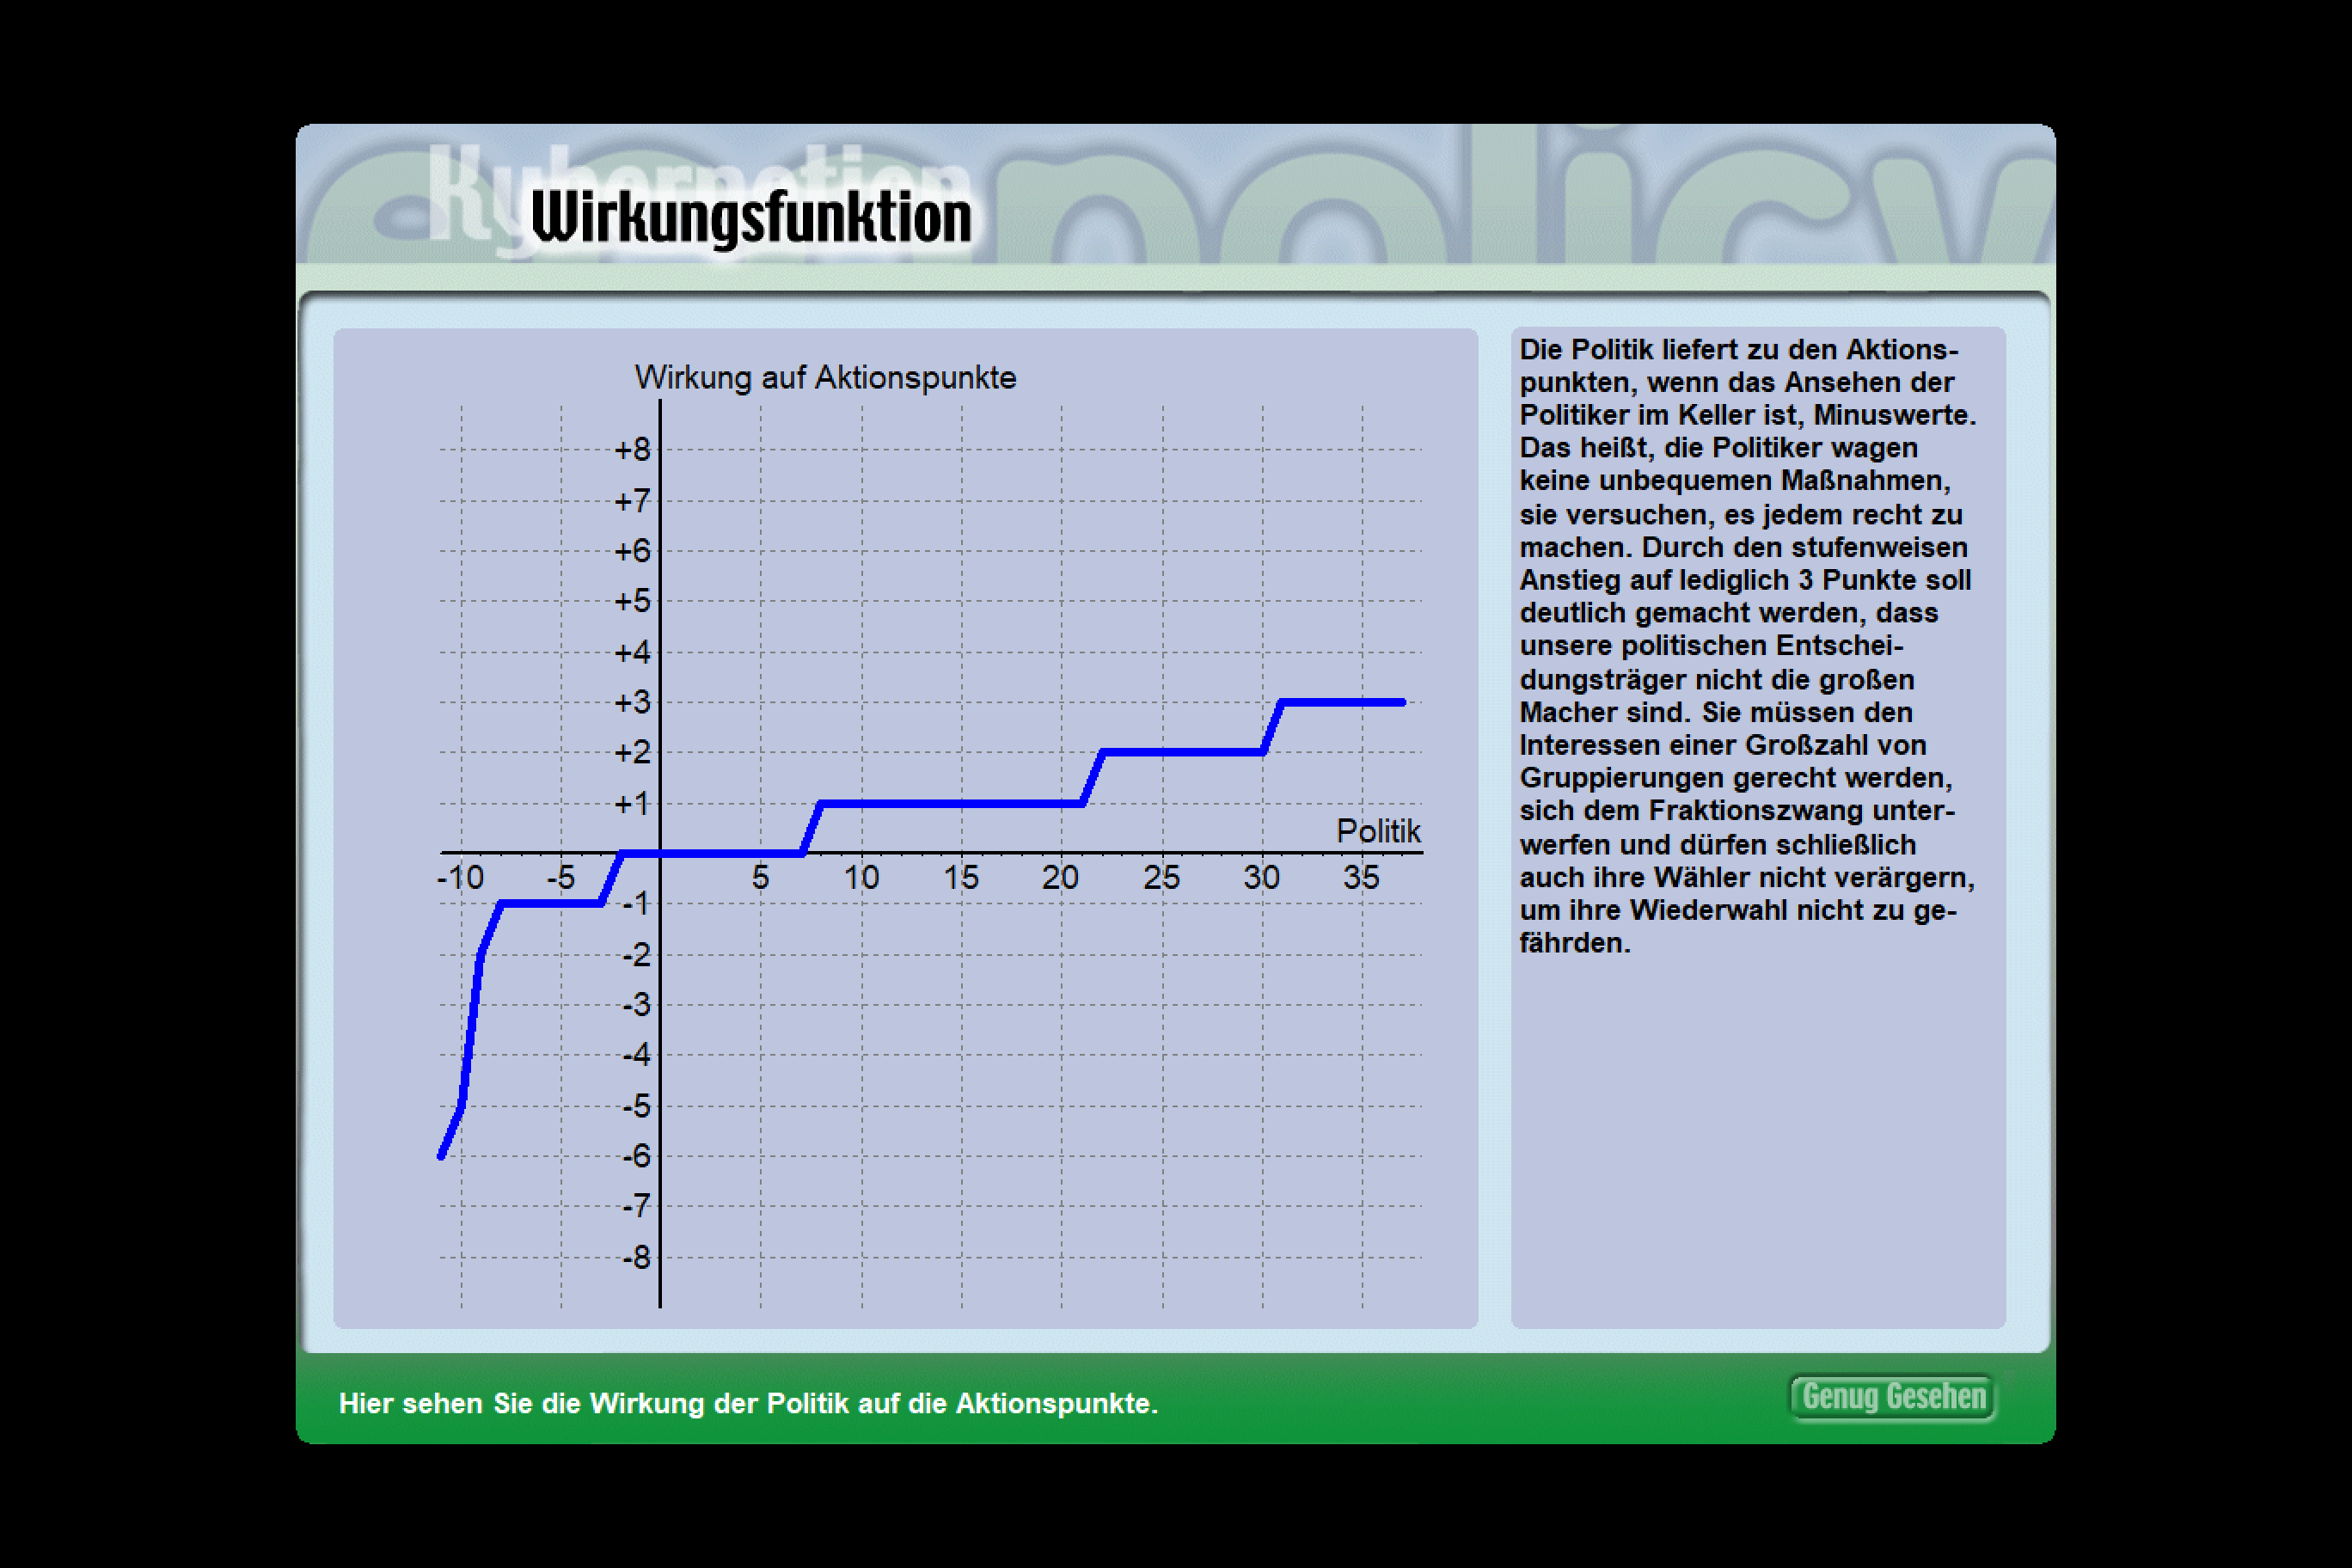 Kybernetien
Wirkungsfunktion
ecopolicy
Wirkung auf Aktionspunkte
+8
+7
+6
+5
+4
+3
+2
+1
Politik
-10 -5 5 10 15 20 25 30 35
-1
-2
-3
-4
-5
-6
-7
-8
Die Politik liefert zu den Aktions-
punkten, wenn das Ansehen der
Politiker im Keller ist, Minuswerte.
Das heißt, die Politiker wagen
keine unbequemen Maßnahmen,
sie versuchen, es jedem recht zu
machen. Durch den stufenweisen
Anstieg auf lediglich 3 Punkte soll
deutlich gemacht werden, dass
unsere politischen Entschei-
dungsträger nicht die großen
Macher sind. Sie müssen den
Interessen einer Großzahl von
Gruppierungen gerecht werden,
sich dem Fraktionszwang unter-
werfen und dürfen schließlich
auch ihre Wähler nicht verärgern,
um ihre Wiederwahl nicht zu ge-
fährden.
Hier sehen Sie die Wirkung der Politik auf die Aktionspunkte.
Genug Gesehen